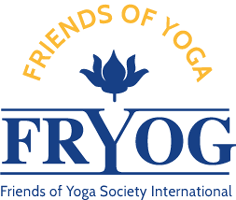 FRIENDS OF YOGA
FRYOG
Friends of Yoga Society International